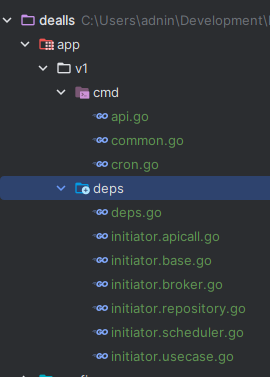 dealls C:\Users\adnin\Development\
app
v1
cmd
api.go
common.go
cron.go
deps
deps.go
initiator.apicall.go
initiator.base.go
initiator.broker.go
initiator.repository.go
initiator.scheduler.go
initiator.usecase.go